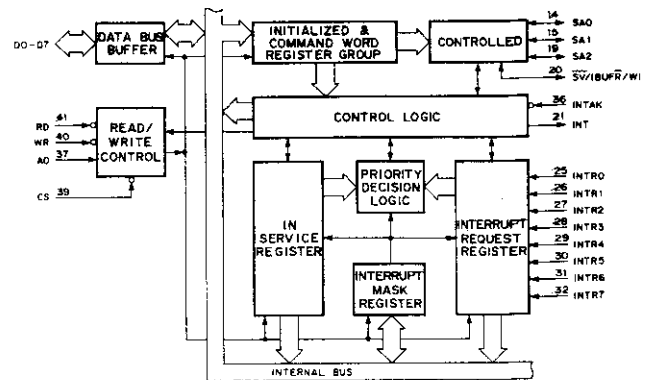 DO-D7
DATA BUS
BUFFER
INITIALIZED &
COMMAND WORD
REGISTER GROUP
CONTROLLED
14 SA0
15 SA1
19 SA2
20 SV/(BUFR/WI
READ/
WRITE
CONTROL
RD 41
WR 40
AO 37
CS 39
CONTROL LOGIC
36 INTAK
21 INT
IN
SERVICE
REGISTER
PRIORITY
DECISION
LOGIC
INTERRUPT
REQUEST
REGISTER
25 INTR0
26 INTR1
27 INTR2
28 INTR3
29 INTR4
30 INTR5
31 INTR6
32 INTR7
INTERRUPT
MASK
REGISTER
INTERNAL BUS